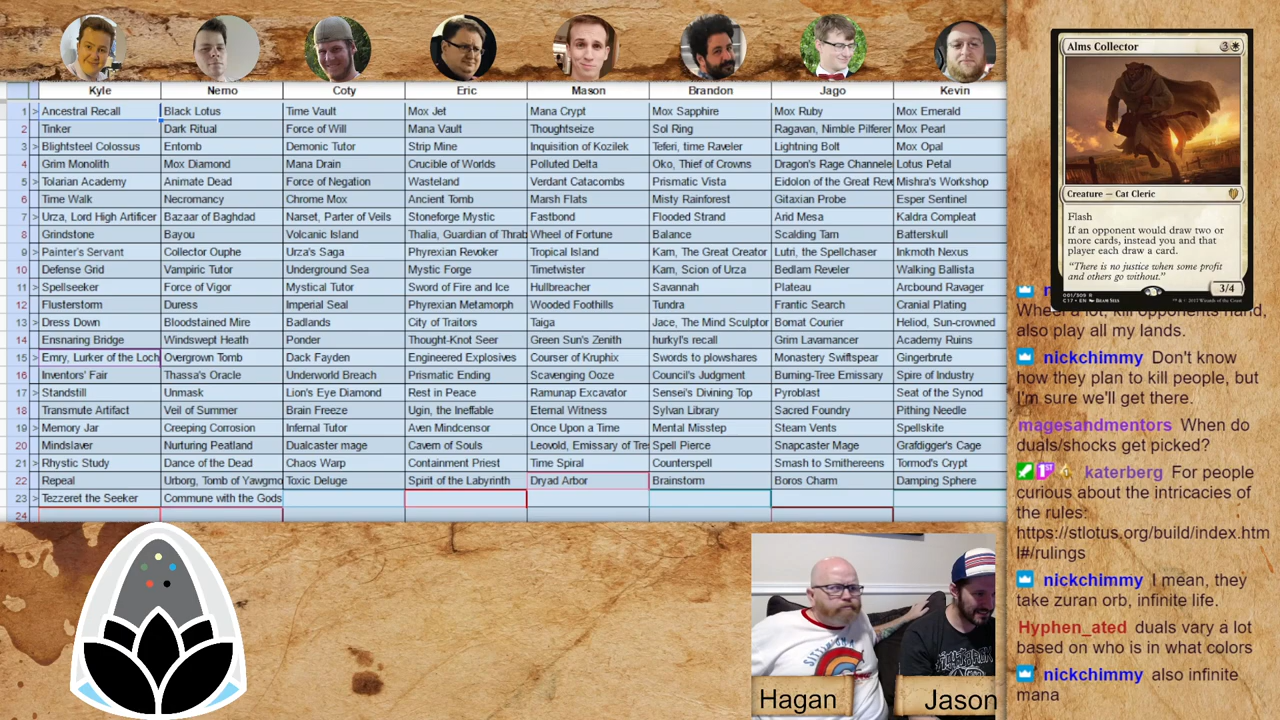 Kyle Nemo Coty Eric Mason Brandon Jago Kevin
1 > Ancestral Recall Black Lotus Time Vault Mox Jet Mana Crypt Mox Sapphire Mox Ruby Mox Emerald
2 Tinker Dark Ritual Force of Will Mana Vault Thoughtseize Sol Ring Ragavan, Nimble Pilferer Mox Pearl
3 > Blightsteel Colossus Entomb Demonic Tutor Strip Mine Inquisition of Kozilek Teferi, time Raveler Lightning Bolt Mox Opal
4 Grim Monolith Mox Diamond Mana Drain Crucible of Worlds Polluted Delta Oko, Thief of Crowns Dragon's Rage Channele Lotus Petal
5 > Tolarian Academy Animate Dead Force of Negation Wasteland Verdant Catacombs Prismatic Vista Eidolon of the Great Rev Mishra's Workshop
6 Time Walk Necromancy Chrome Mox Ancient Tomb Marsh Flats Misty Rainforest Gitaxian Probe Esper Sentinel
7 > Urza, Lord High Artificer Bazaar of Baghdad Narset, Parter of Veils Stoneforge Mystic Fastbond Flooded Strand Arid Mesa Kaldra Compleat
8 Grindstone Bayou Volcanic Island Thalia, Guardian of Thrab Wheel of Fortune Balance Scalding Tarn Batterskull
9 > Painter's Servant Collector Ouphe Urza's Saga Phyrexian Revoker Tropical Island Karn, The Great Creator Lutri, the Spellchaser Inkmoth Nexus
10 Defense Grid Vampiric Tutor Underground Sea Mystic Forge Timetwister Karn, Scion of Urza Bedlam Reveler Walking Ballista
11 > Spellseeker Force of Vigor Mystical Tutor Sword of Fire and Ice Hullbreacher Savannah Plateau Arcbound Ravager
12 Flusterstorm Duress Imperial Seal Phyrexian Metamorph Wooded Foothills Tundra Frantic Search Cranial Plating
13 > Dress Down Bloodstained Mire Badlands City of Traitors Taiga Jace, The Mind Sculptor Bomat Courier Heliod, Sun-crowned
14 Ensnaring Bridge Windswept Heath Ponder Thought-Knot Seer Green Sun's Zenith hurkyl's recall Grim Lavamancer Academy Ruins
15 > Emry, Lurker of the Loch Overgrown Tomb Dack Fayden Engineered Explosives Courser of Kruphix Swords to plowshares Monastery Swiftspear Gingerbrute
16 Inventors' Fair Thassa's Oracle Underworld Breach Prismatic Ending Scavenging Ooze Council's Judgment Burning-Tree Emissary Spire of Industry
17 > Standstill Unmask Lion's Eye Diamond Rest in Peace Ramunap Excavator Sensei's Divining Top Pyroblast Seat of the Synod
18 Transmute Artifact Veil of Summer Brain Freeze Ugin, the Ineffable Eternal Witness Sylvan Library Sacred Foundry Pithing Needle
19 > Memory Jar Creeping Corrosion Infernal Tutor Aven Mindcensor Once Upon a Time Mental Misstep Steam Vents Spellskite
20 Mindslaver Nurturing Peatland Dualcaster mage Cavern of Souls Leovold, Emissary of Tres Spell Pierce Snapcaster Mage Grafdigger's Cage
21 > Rhystic Study Dance of the Dead Chaos Warp Containment Priest Time Spiral Counterspell Smash to Smithereens Tormod's Crypt
22 Repeal Urborg, Tomb of Yawgmo Toxic Deluge Spirit of the Labyrinth Dryad Arbor Brainstorm Boros Charm Damping Sphere
23 > Tezzeret the Seeker Commune with the Gods
24
Alms Collector 3
Creature — Cat Cleric
Flash
If an opponent would draw two or
more cards, instead you and that
player each draw a card.
"There is no justice when some profit
and others go without."
3/4
Wheel a lot, kill opponents hand,
also play all my lands.
nickchimmy Don't know
how they plan to kill people, but
I'm sure we'll get there.
magesandmentors When do
duals/shocks get picked?
katerberg For people
curious about the intricacies of
the rules:
https://stlotus.org/build/index.htm
l#/rulings
nickchimmy I mean, they
take zuran orb, infinite life.
Hyphen_ated duals vary a lot
based on who is in what colors
nickchimmy also infinite
mana
Hagan Jason